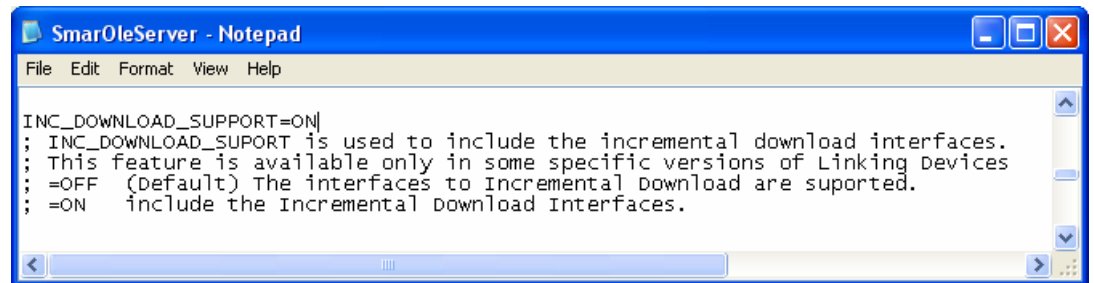 SmarOleServer - Notepad
File Edit Format View Help
INC_DOWNLOAD_SUPPORT=ON
; INC_DOWNLOAD_SUPORT is used to include the incremental download interfaces.
; This feature is available only in some specific versions of Linking Devices
; =OFF (Default) The interfaces to Incremental Download are suported.
; =ON include the Incremental Download Interfaces.